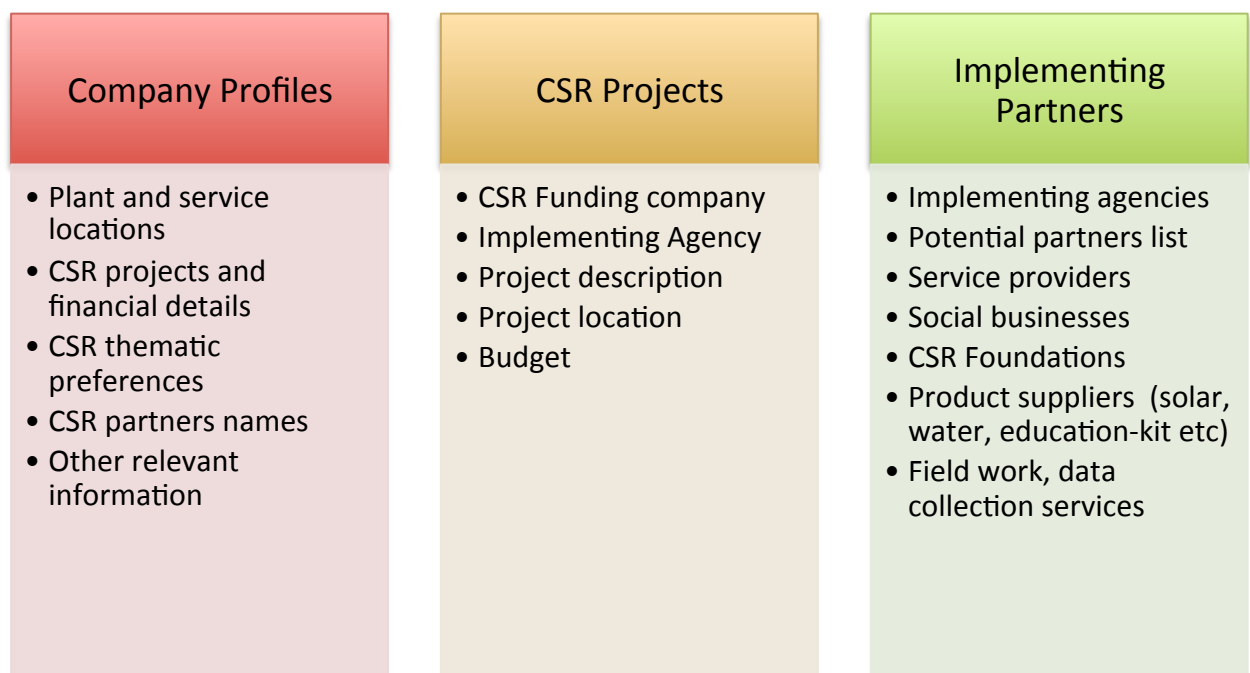 Company Profiles
• Plant and service
locations
• CSR projects and
financial details
• CSR thematic
preferences
• CSR partners names
• Other relevant
information
CSR Projects
• CSR Funding company
• Implementing Agency
• Project description
• Project location
• Budget
Implementing
Partners
• Implementing agencies
• Potential partners list
• Service providers
• Social businesses
• CSR Foundations
• Product suppliers (solar,
water, education-kit etc)
• Field work, data
collection services